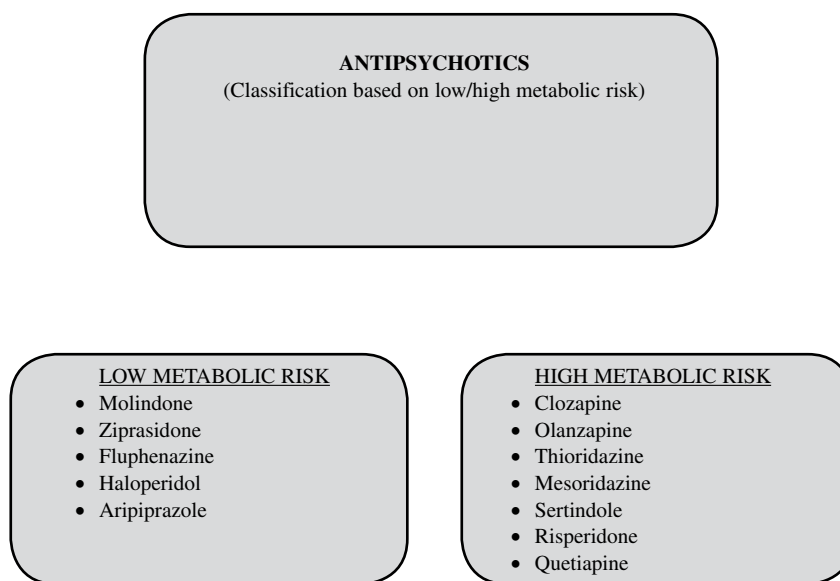 ANTIPSYCHOTICS
(Classification based on low/high metabolic risk)
LOW METABOLIC RISK
• Molindone
• Ziprasidone
• Fluphenazine
• Haloperidol
• Aripiprazole
HIGH METABOLIC RISK
• Clozapine
• Olanzapine
• Thioridazine
• Mesoridazine
• Sertindole
• Risperidone
• Quetiapine